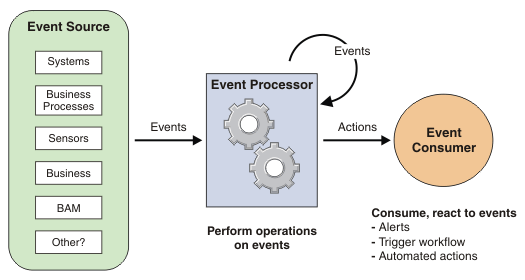 Event Source
Systems
Business
Processes
Sensors
Business
BAM
Other?
Events
Event Processor
Events
Perform operations
on events
Actions
Event
Consumer
Consume, react to events
- Alerts
- Trigger workflow
- Automated actions